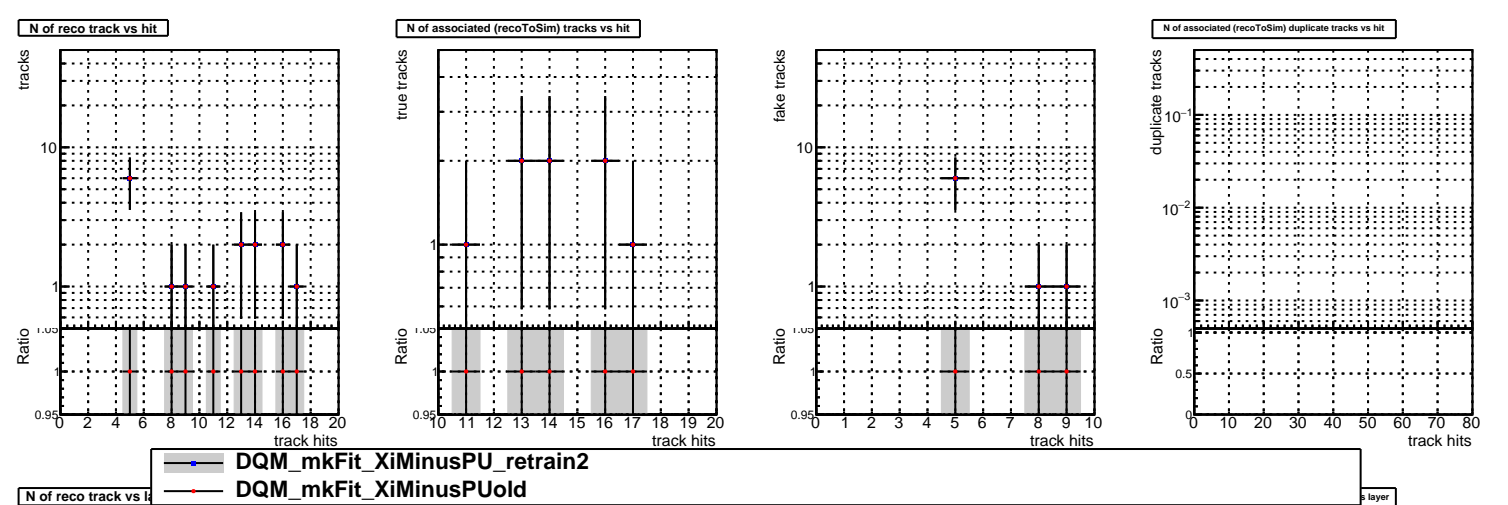 N of reco track vs hit
N of associated (recoToSim) tracks vs hit
N of associated (recoToSim) duplicate tracks vs hit
tracks
10
1
Ratio
1.05
1
0.95
0 2 4 6 8 10 12 14 16 18 20
track hits
true tracks
1
Ratio
1.05
1
0.95
10 11 12 13 14 15 16 17 18 19 20
track hits
fake tracks
10
1
Ratio
1.05
1
0.95
0 1 2 3 4 5 6 7 8 9 10
track hits
duplicate tracks
10−1
10−2
10−3
Ratio
1
0.5
0
0 10 20 30 40 50 60 70 80
track hits
DQM_mkFit_XiMinusPU_retrain2
DQM_mkFit_XiMinusPUold
N of reco track vs la
s layer